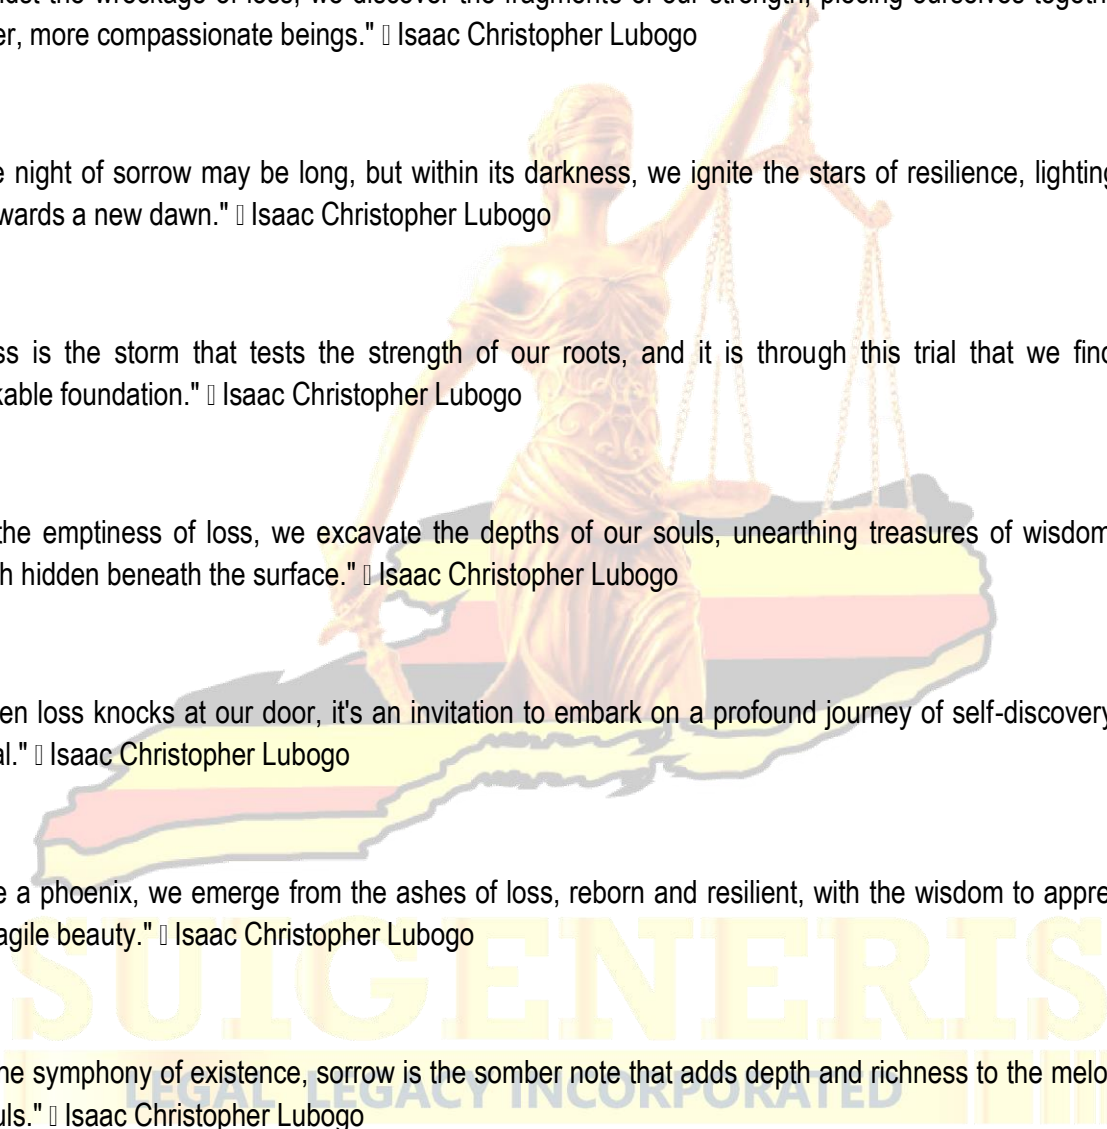 er, more compassionate beings." Isaac Christopher Lubogo
e night of sorrow may be long, but within its darkness, we ignite the stars of resilience, lighting
wards a new dawn." Isaac Christopher Lubogo
ss is the storm that tests the strength of our roots, and it is through this trial that we find
kable foundation." Isaac Christopher Lubogo
the emptiness of loss, we excavate the depths of our souls, unearthing treasures of wisdom
h hidden beneath the surface." Isaac Christopher Lubogo
en loss knocks at our door, it's an invitation to embark on a profound journey of self-discovery
al." Isaac Christopher Lubogo
e a phoenix, we emerge from the ashes of loss, reborn and resilient, with the wisdom to appre
agile beauty." Isaac Christopher Lubogo
SUIGENERIS
he symphony of existence, sorrow is the somber note that adds depth and richness to the melo
LEGAL LEGACY INCORPORATED
uls." Isaac Christopher Lubogo